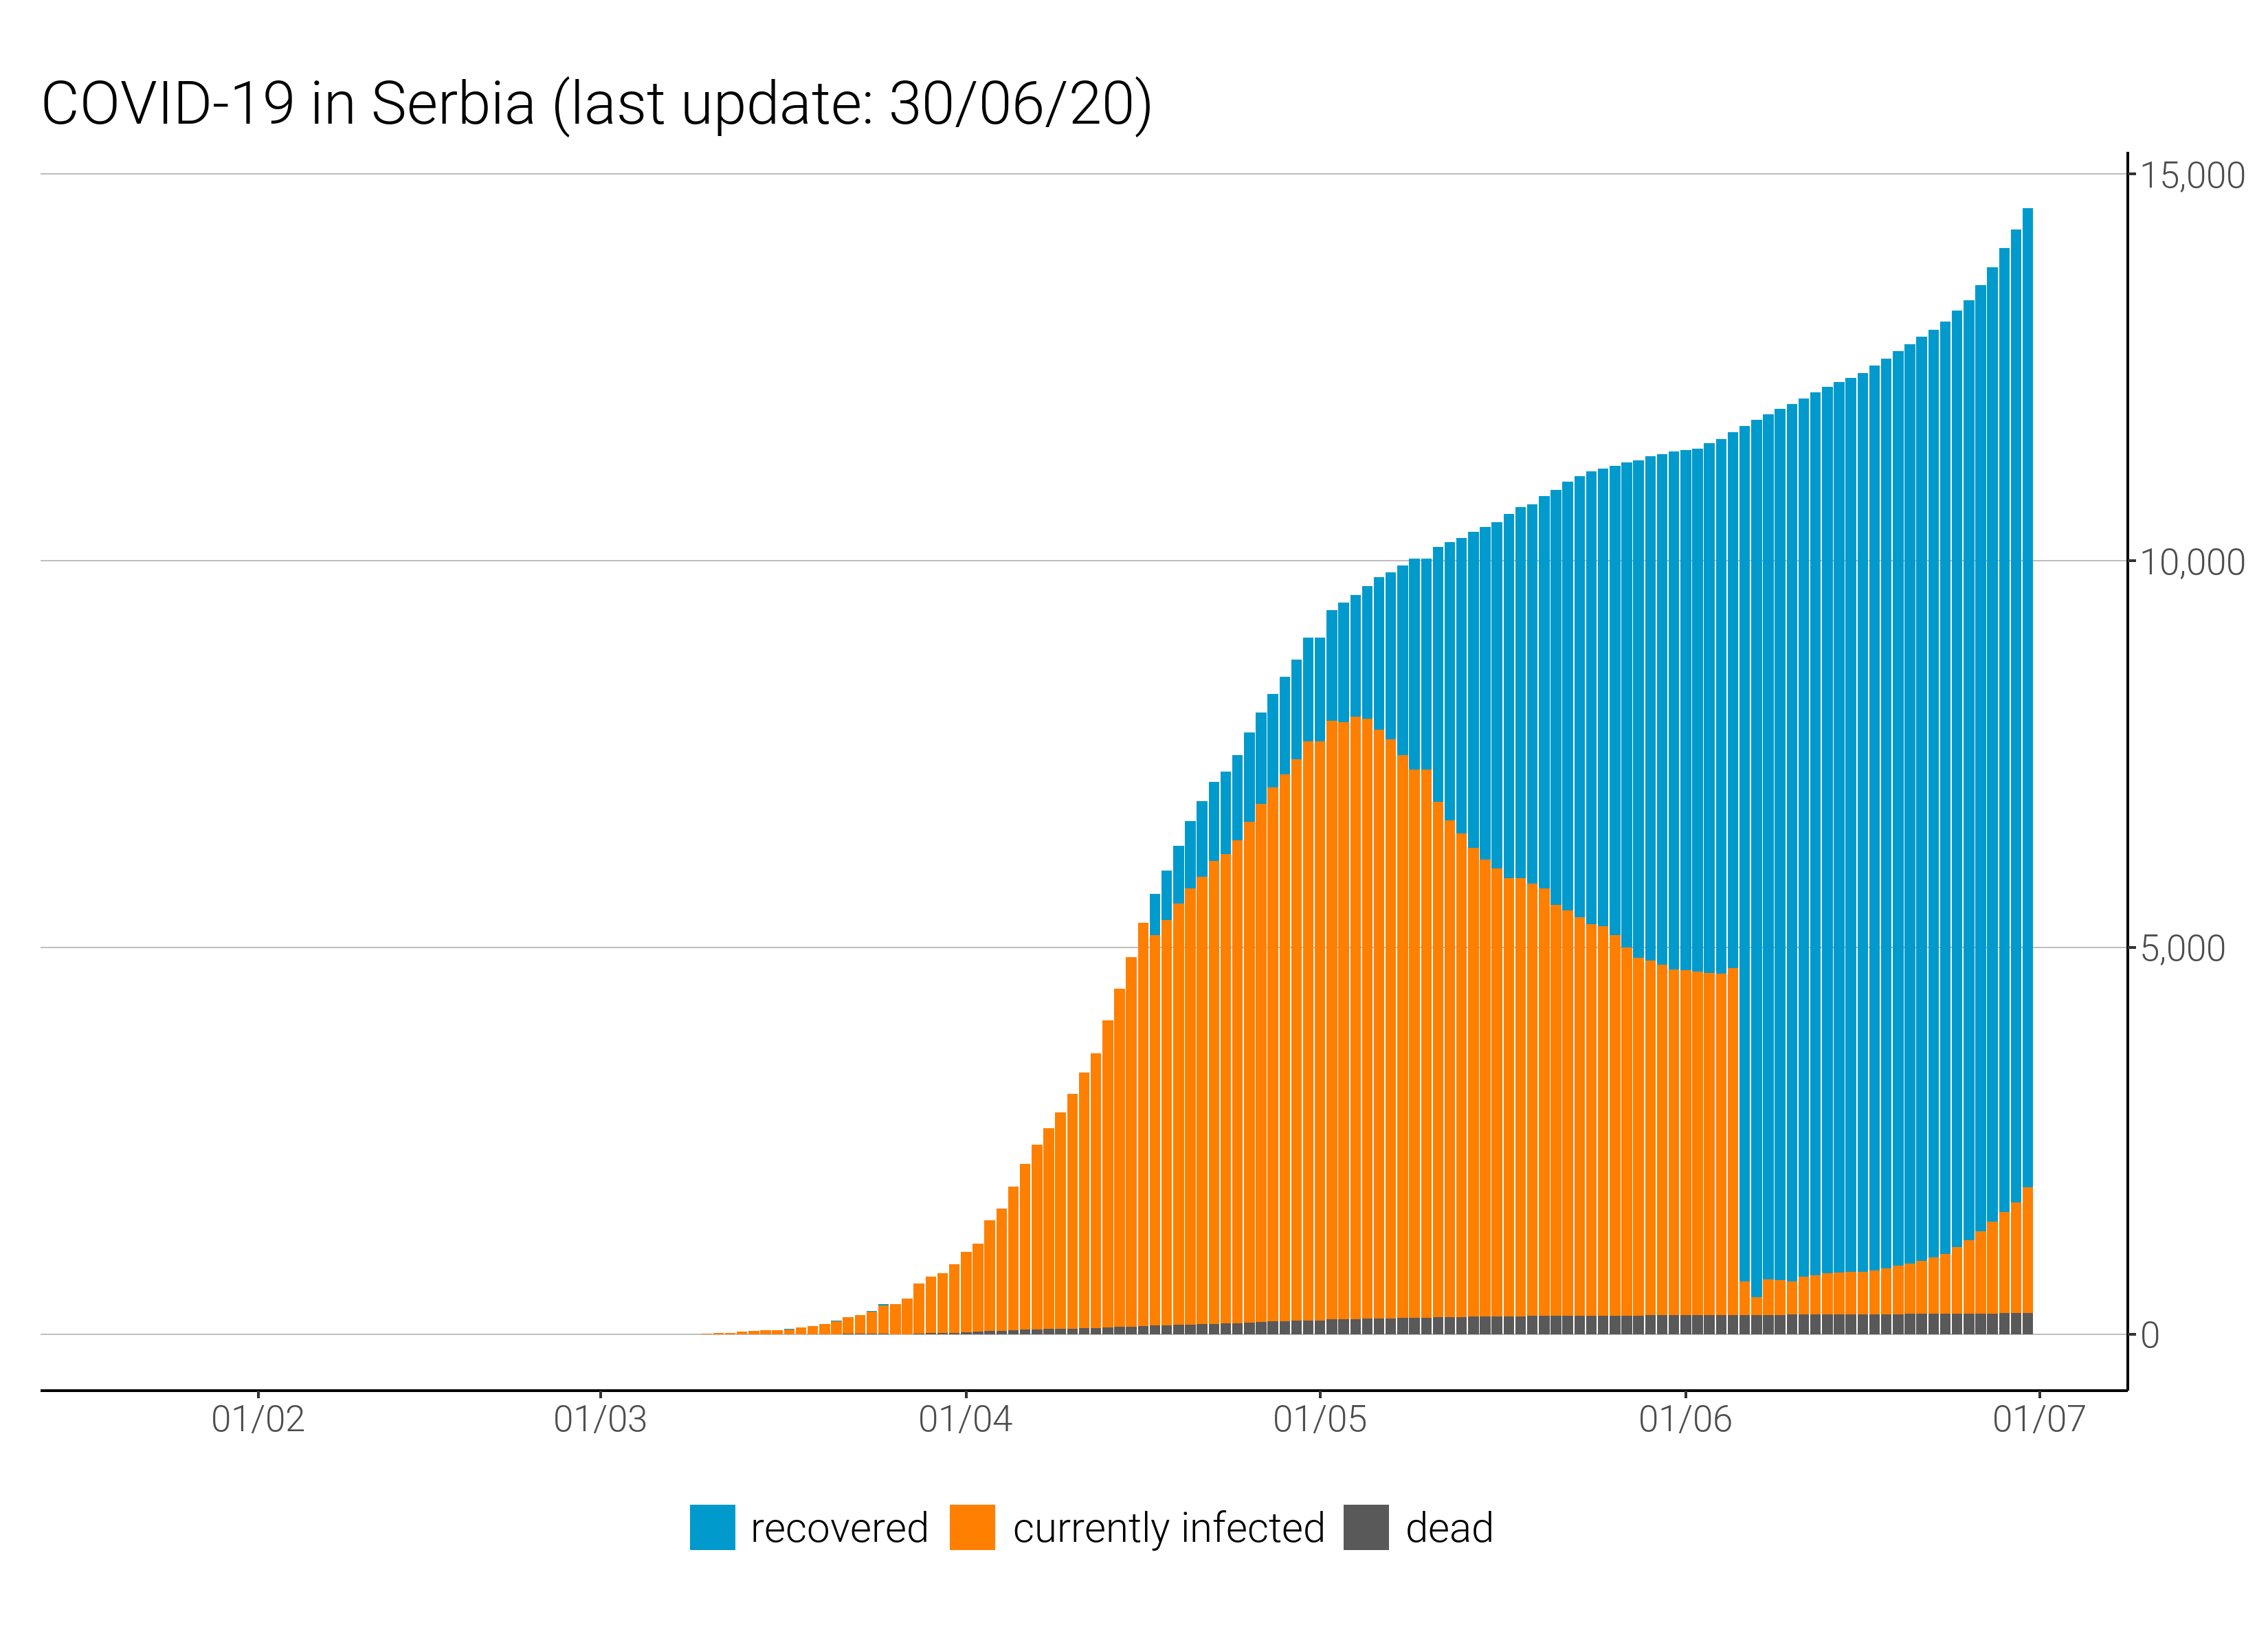 COVID-19 in Serbia (last update: 30/06/20)
15,000
10,000
5,000
0
01/02 01/03 01/04 01/05 01/06 01/07
recovered currently infected dead